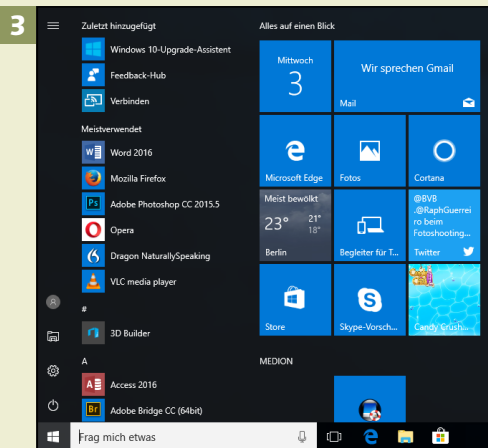 3
Zuletzt hinzugefügt
Windows 10-Upgrade-Assistent
Feedback-Hub
Verbinden
Meistverwendet
Word 2016
Mozilla Firefox
Adobe Photoshop CC 2015.5
Opera
Dragon NaturallySpeaking
VLC media player
#
3D Builder
A
Access 2016
Adobe Bridge CC (64bit)
Frag mich etwas
Alles auf einen Blick
Mittwoch
3
Wir sprechen Gmail
Mail
Microsoft Edge
Fotos
Cortana
Meist bewölkt
23° 21°
18°
Berlin
Begleiter für T...
@BVB
.@RaphGuerrei
ro beim
Fotoshooting...
Twitter
Store
Skype-Vorsch...
Candy Crush...
MEDION